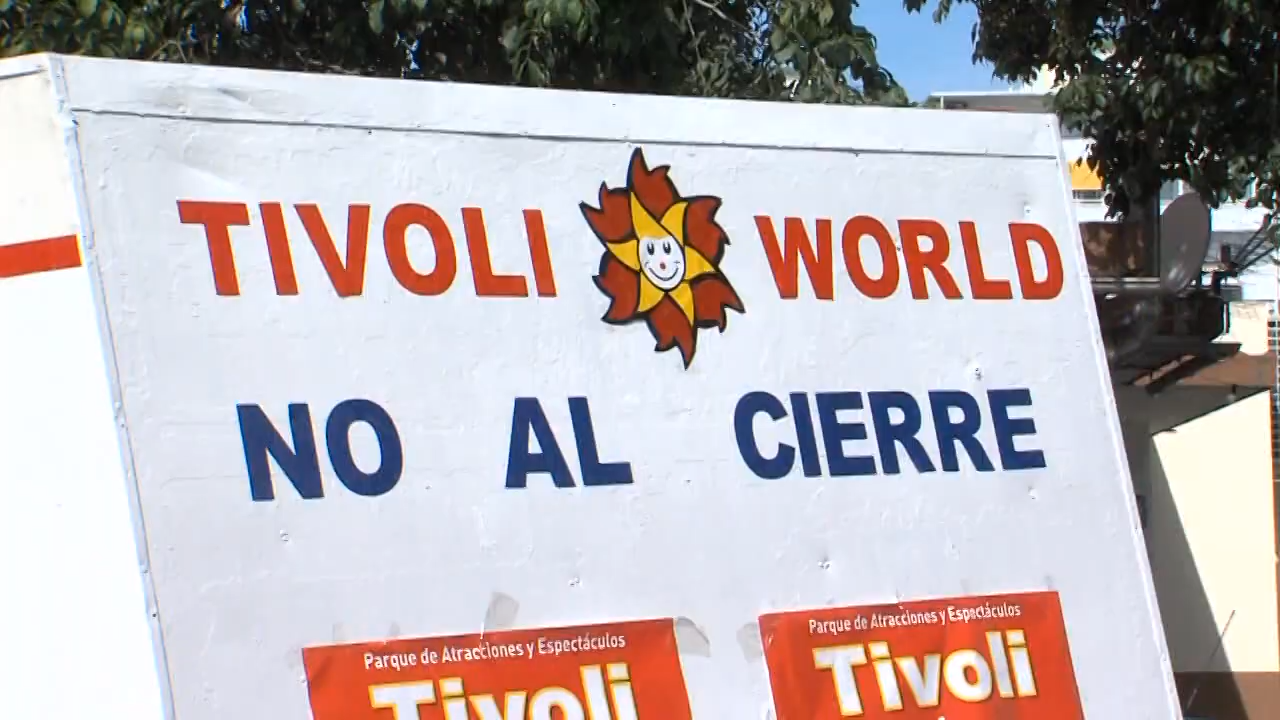 TIVOLI WORLD
NO AL CIERRE
Parque de Atracciones y Espectáculos
Tivoli
Parque de Atracciones y Espectáculos
Tivoli